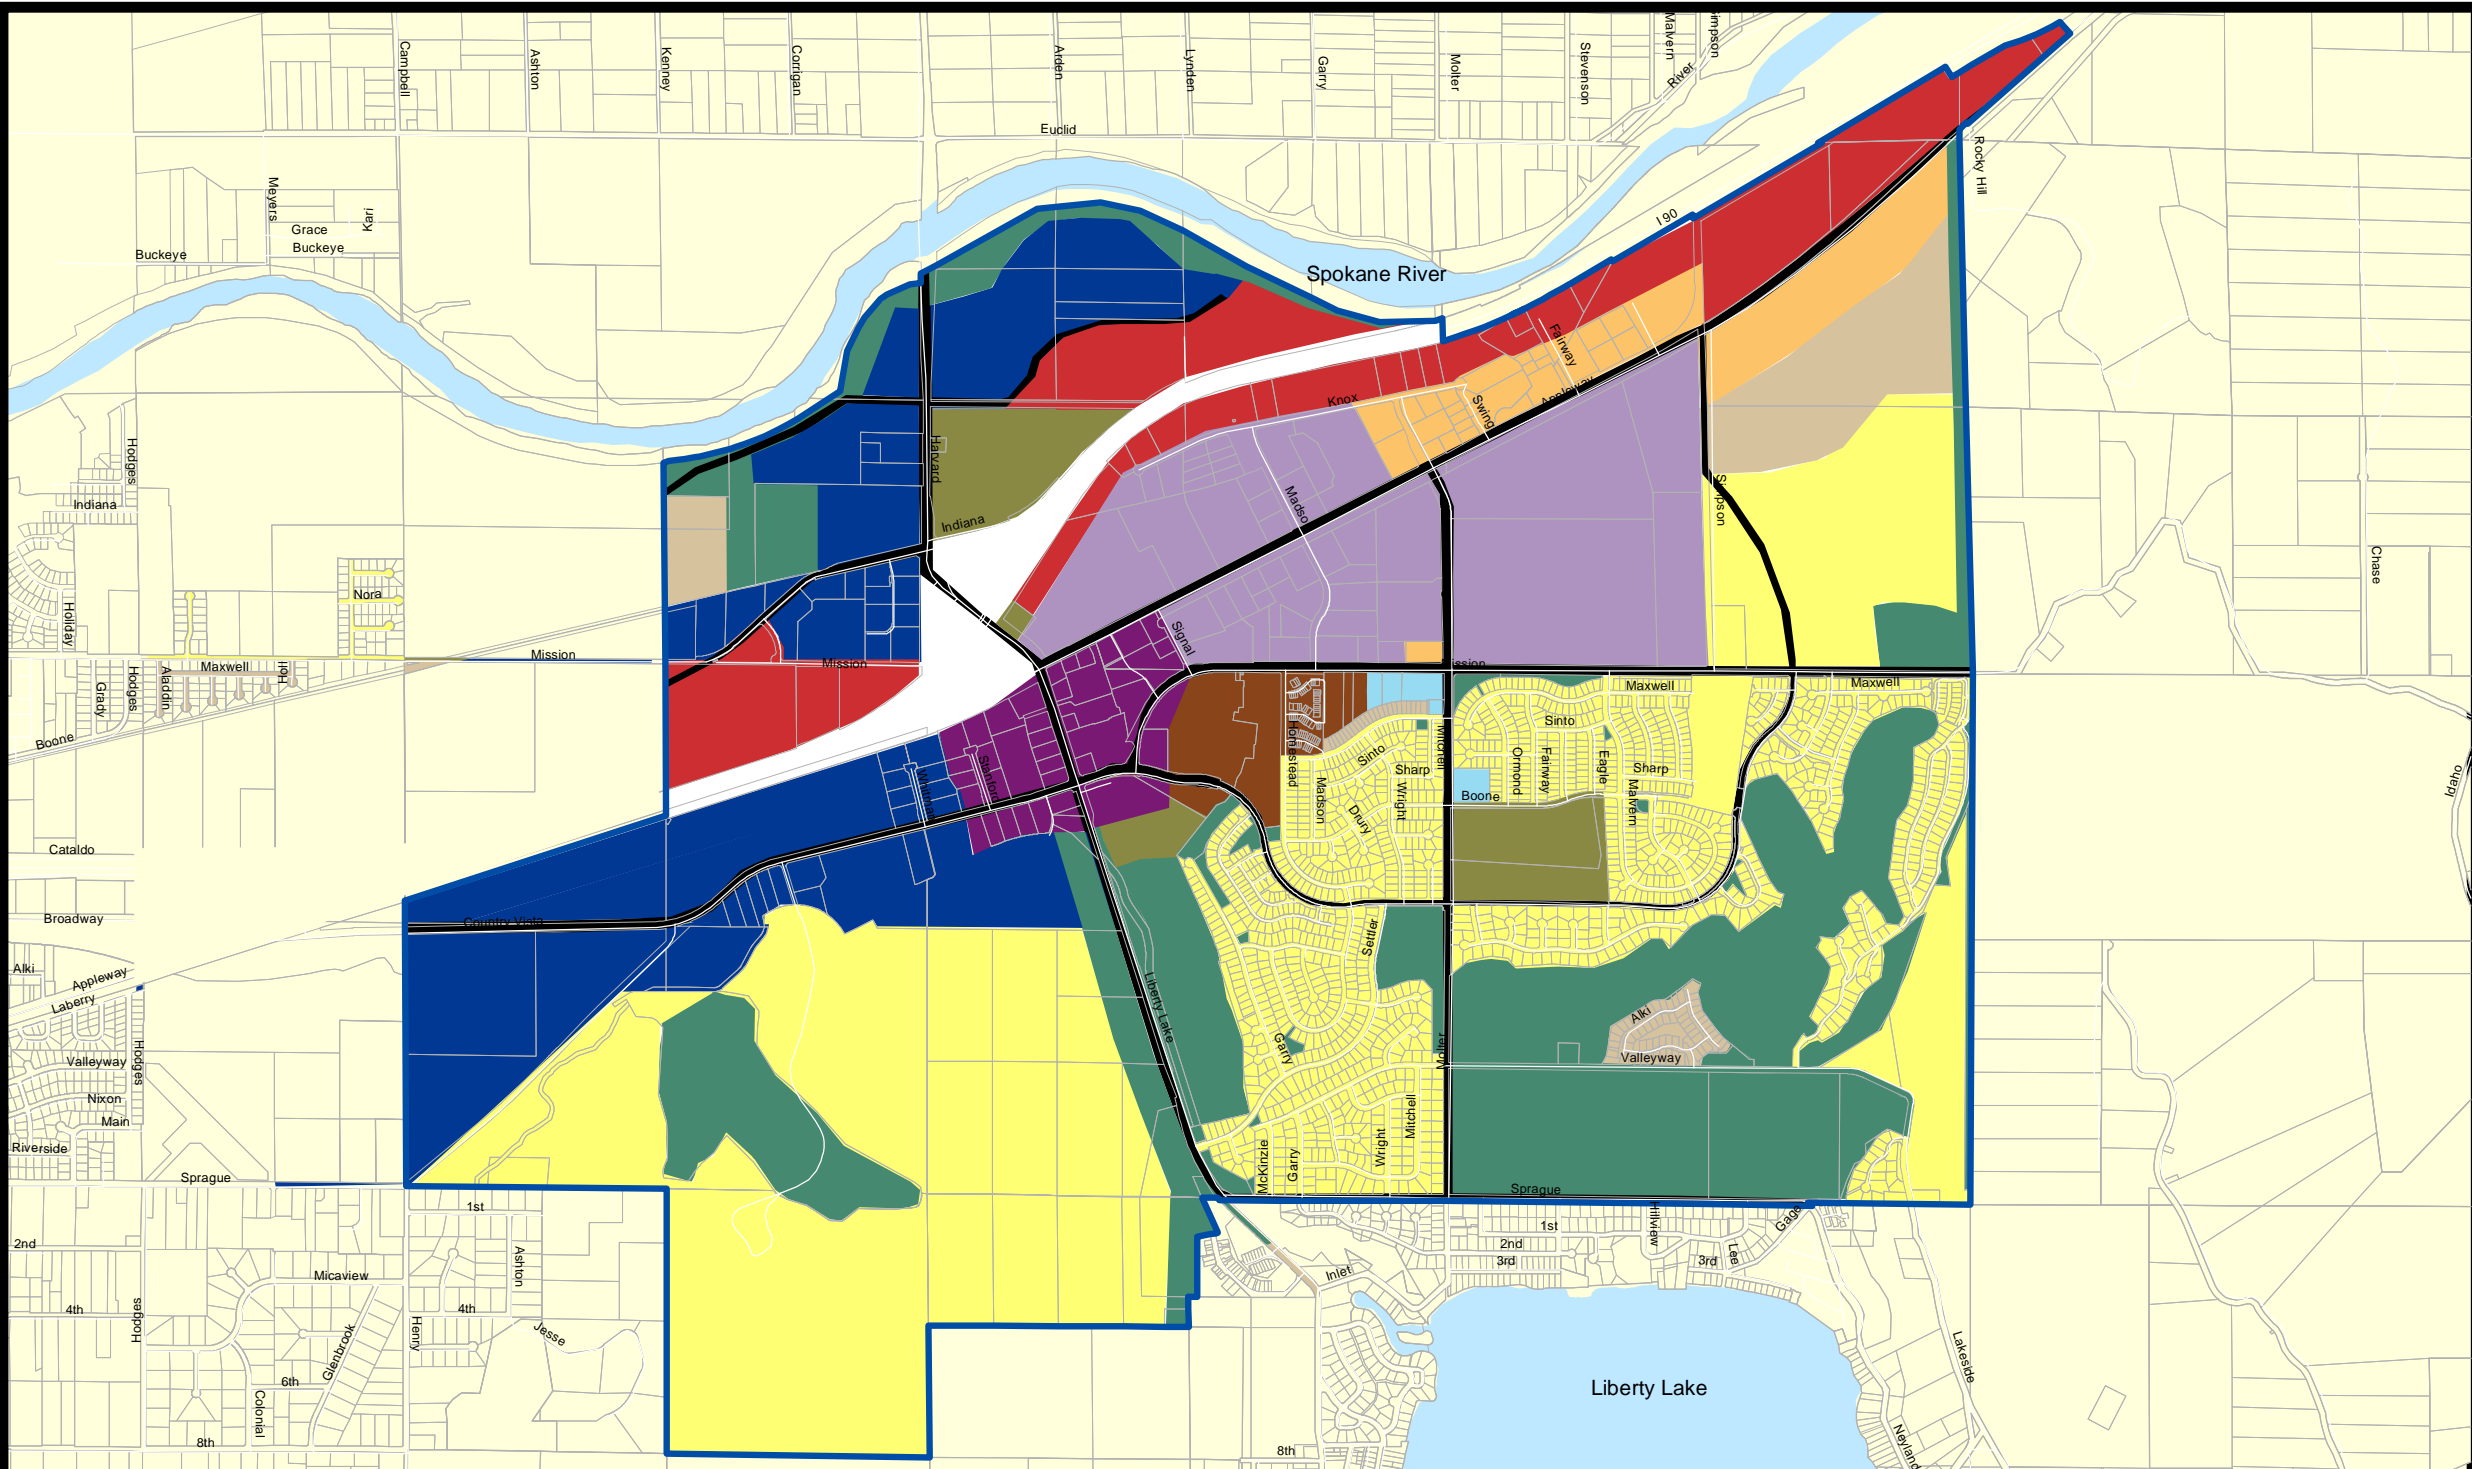 Campbell
Ashton
Kenney
Corrigan
Arden
Lynden
Garry
Molter
Stevenson
Malvern
Simpson
River
Euclid
Rocky Hill
Meyers
Kari
Grace
Buckeye
Buckeye
I 90
Spokane River
Fairway
Appleway
Knox
Swing
Hodges
Harvard
Indiana
Indiana
Madson
Simpson
Chase
Nora
Holiday
Signal
Mission
Mission
Mission
Maxwell
Holl
Grady
Hodges
Aladdin
Boone
Maxwell
Maxwell
Sinto
Homestead
Mitchell
Sinto
Sharp
Ormond
Fairway
Eagle
Sharp
Malvern
Stanford
Whitman
Madson
Drury
Wright
Boone
Idaho
Cataldo
Broadway
Country Vista
Settler
Alki
Appleway
Laberry
Liberty Lake
Alki
Garry
Molter
Valleyway
Valleyway
Hodges
Nixon
Main
Riverside
Mitchell
Wright
McKinzie
Garry
Sprague
Sprague
1st
1st
Hillview
Gage
2nd
2nd
3rd
3rd
Lee
Ashton
Micaview
Inlet
4th
4th
Hodges
Henry
Jesse
Glenbrook
Lakeside
6th
Colonial
Liberty Lake
8th
8th
Neyland